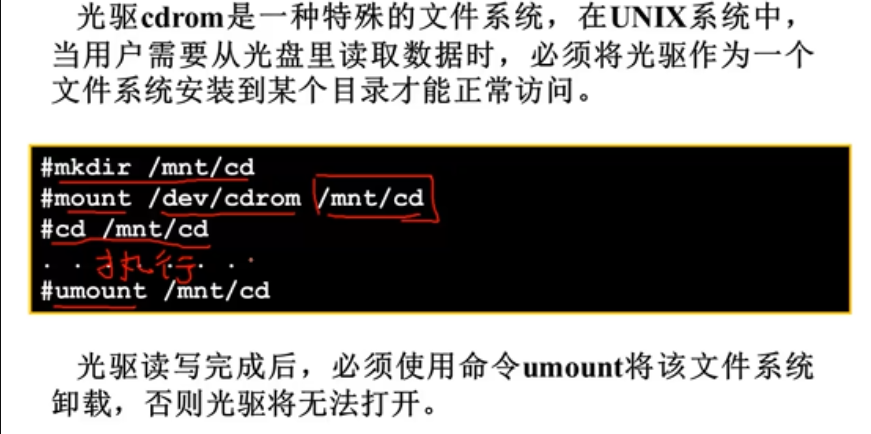 光驱cdrom是一种特殊的文件系统，在UNIX系统中，
当用户需要从光盘里读取数据时，必须将光驱作为一个
文件系统安装到某个目录才能正常访问。
#mkdir /mnt/cd
#mount /dev/cdrom /mnt/cd
#cd /mnt/cd
. . 执行 . .
#umount /mnt/cd
光驱读写完成后，必须使用命令umount将该文件系统
卸载，否则光驱将无法打开。